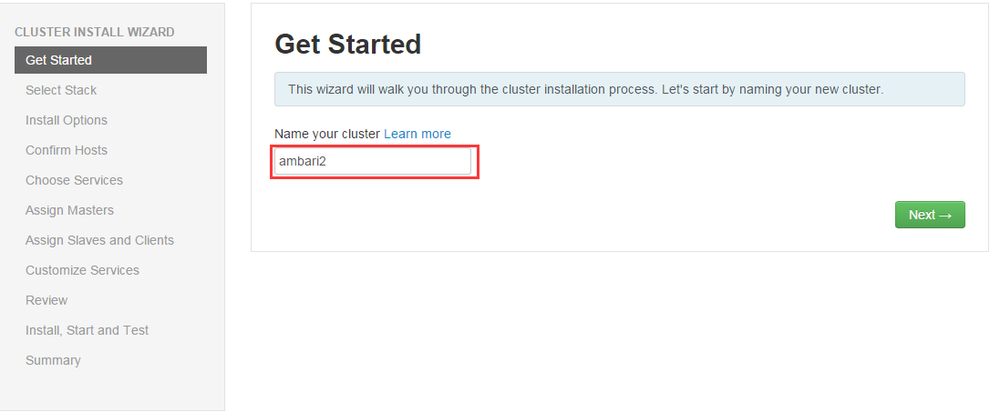 CLUSTER INSTALL WIZARD
Get Started
Select Stack
Install Options
Confirm Hosts
Choose Services
Assign Masters
Assign Slaves and Clients
Customize Services
Review
Install, Start and Test
Summary
Get Started
This wizard will walk you through the cluster installation process. Let's start by naming your new cluster.
Name your cluster Learn more
ambari2
Next →